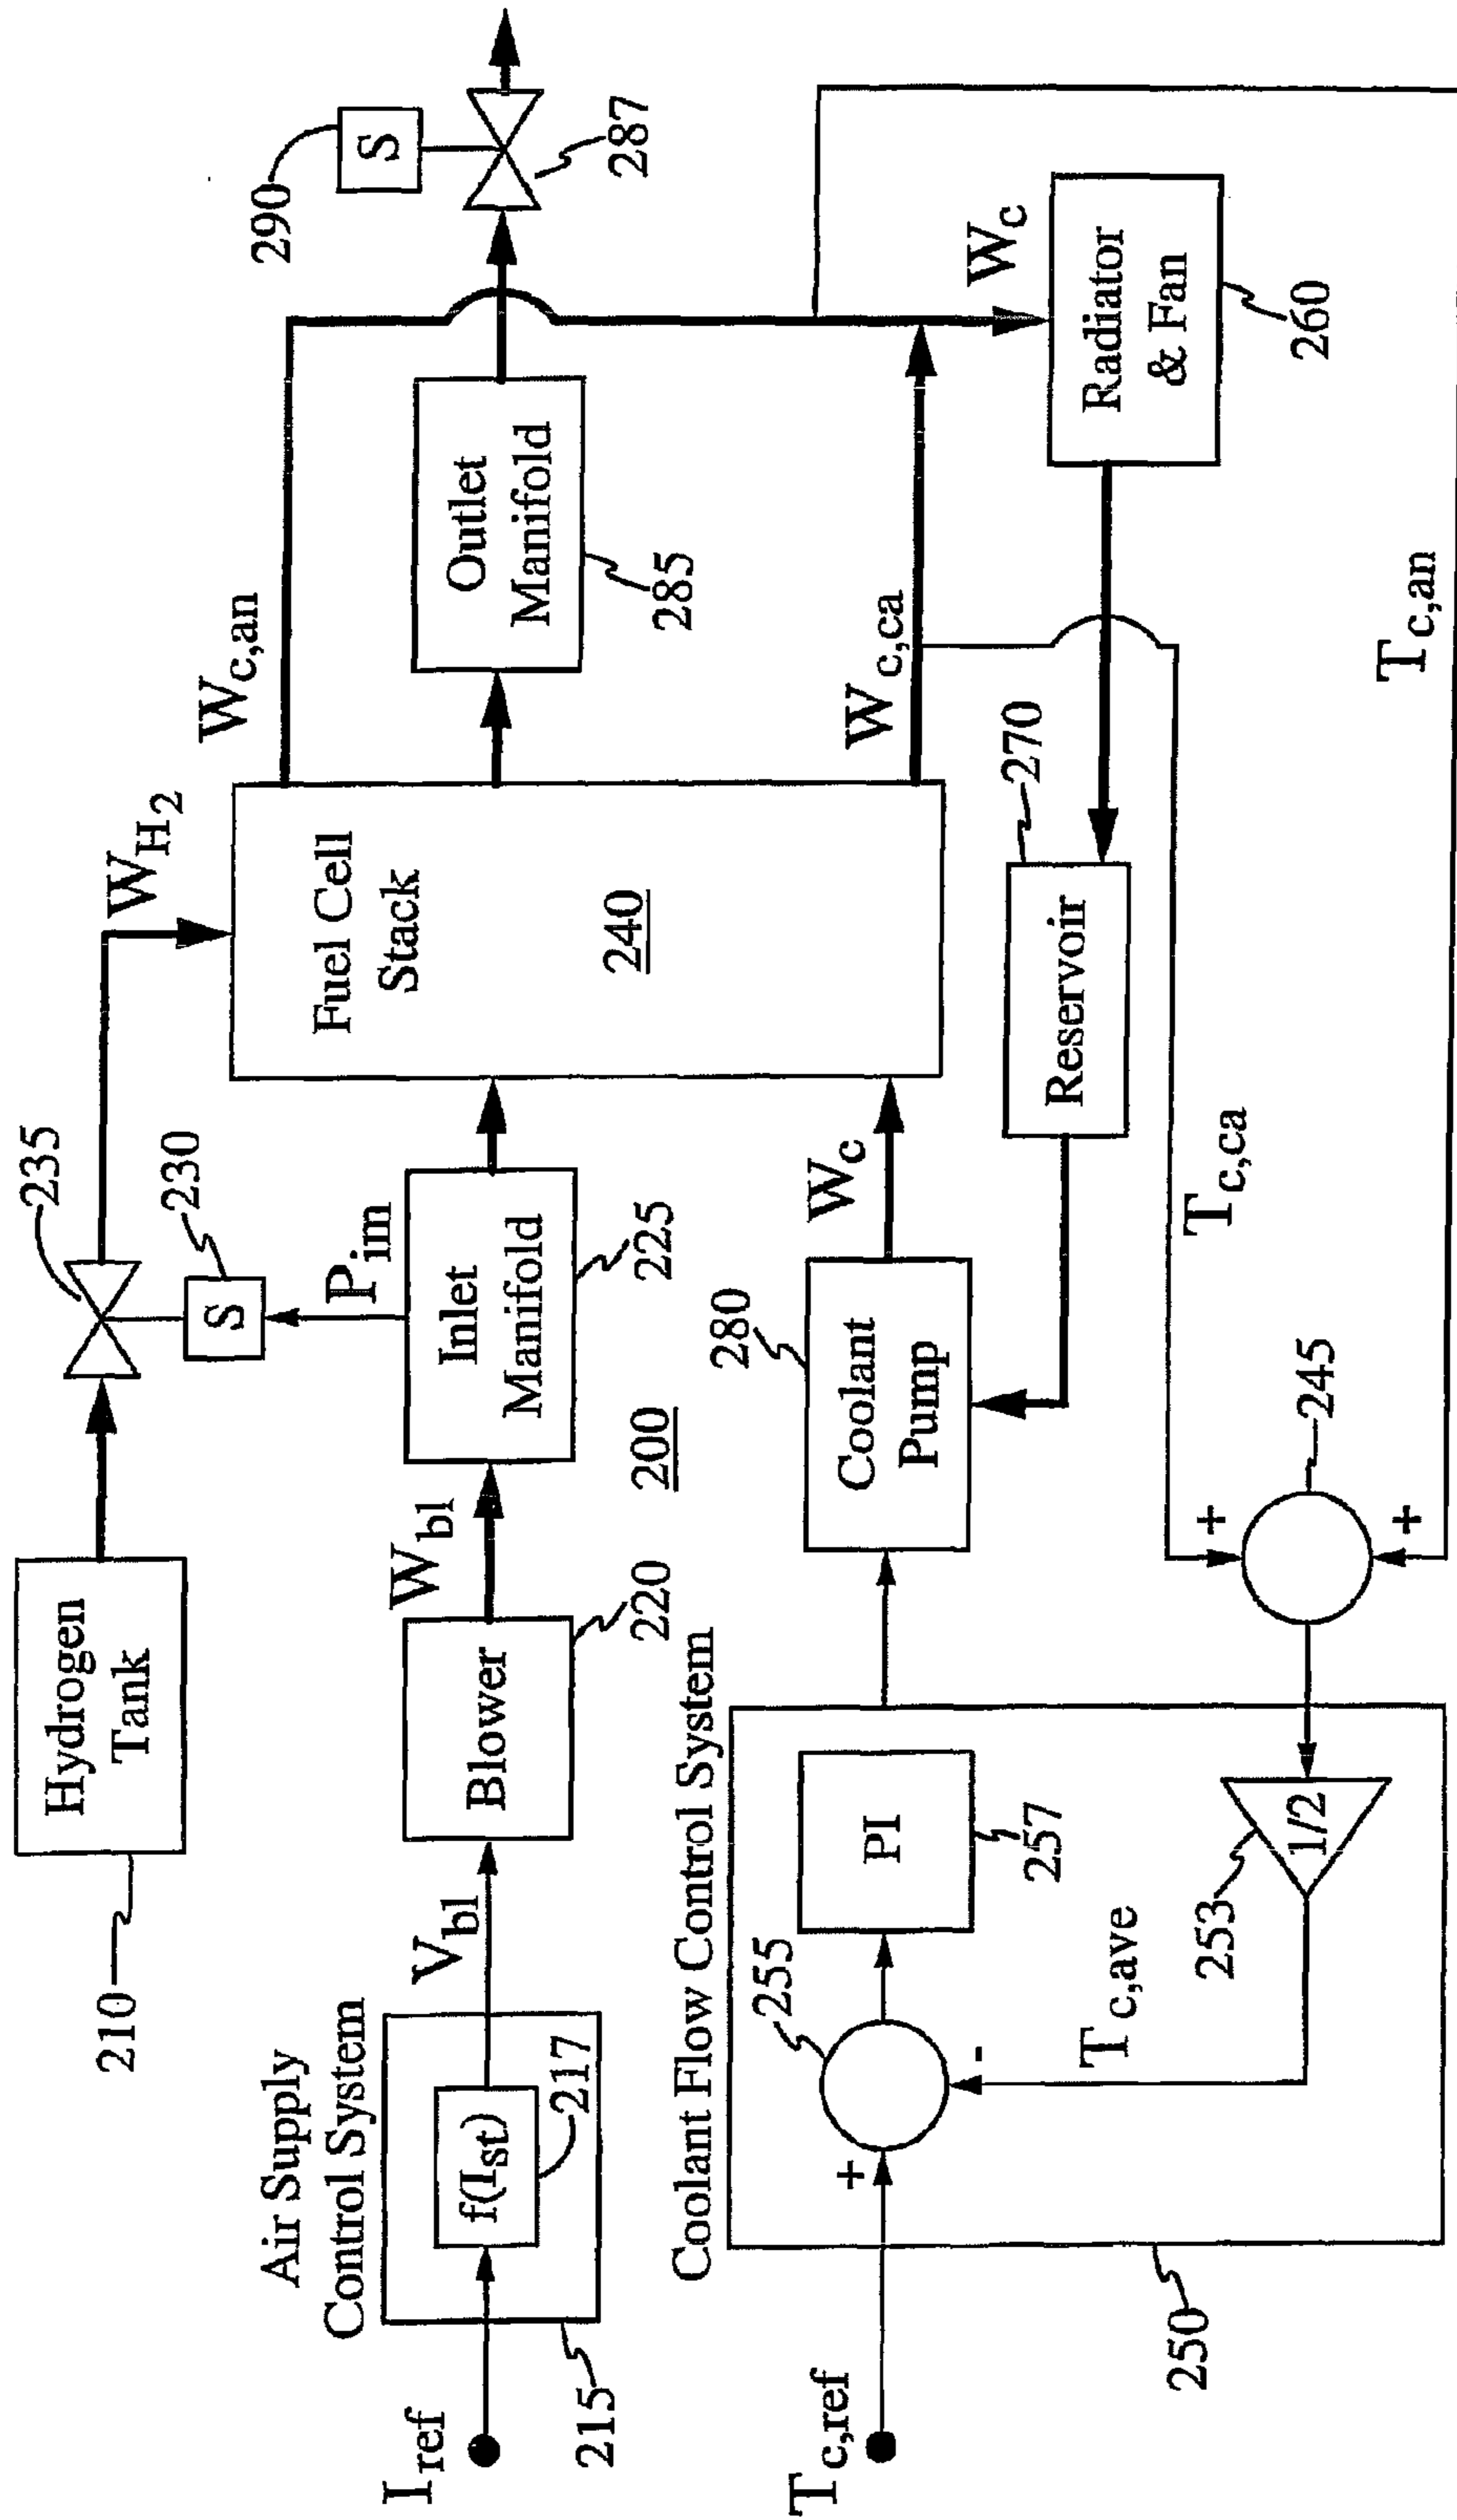 Hydrogen
Tank
210
235
W_H2
230
S
P_im
Air Supply
Control System
I_ref
f(I_st)
217
215
V_bl
Blower
220
W_bl
Inlet
Manifold
225
200
Fuel Cell
Stack
240
W_c,an
Outlet
Manifold
285
290
S
287
Coolant Flow Control System
T_c,ref
+
-
255
PI
257
T_c,ave
253
1/2
250
Coolant
Pump
280
W_c
W_c,ca
W_c
Radiator
& Fan
260
Reservoir
270
T_c,ca
T_c,an
+
+
245